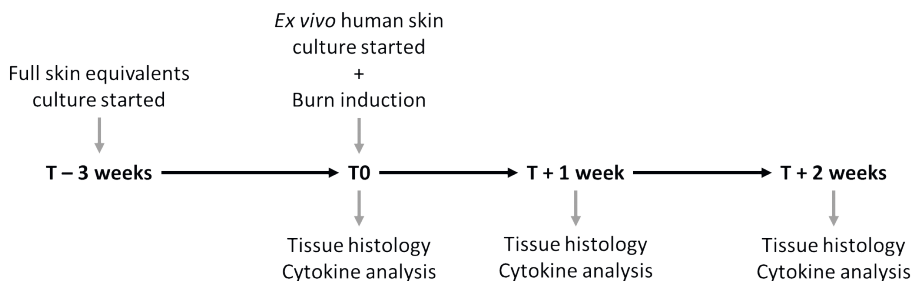 Ex vivo human skin
culture started
+
Burn induction
Full skin equivalents
culture started
T – 3 weeks
T0
T + 1 week
T + 2 weeks
Tissue histology
Cytokine analysis
Tissue histology
Cytokine analysis
Tissue histology
Cytokine analysis